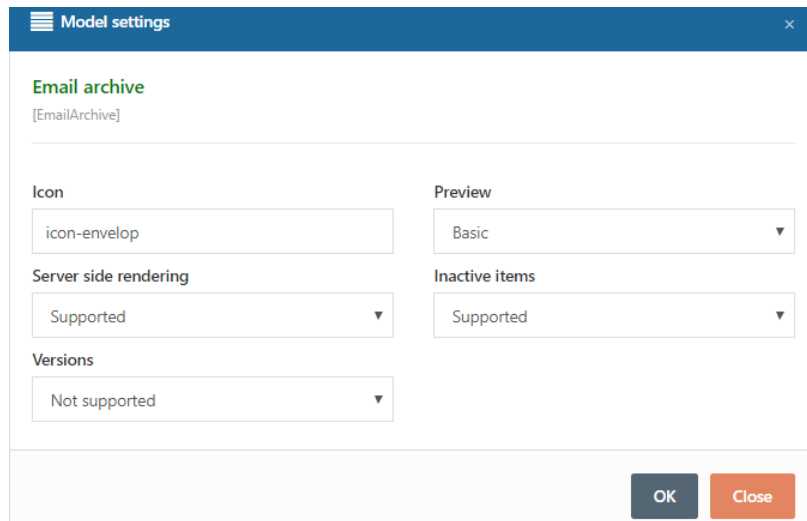 Model settings
×
Email archive
[EmailArchive]
Icon
Preview
icon-envelop
Basic
Server side rendering
Inactive items
Supported
Supported
Versions
Not supported
OK
Close